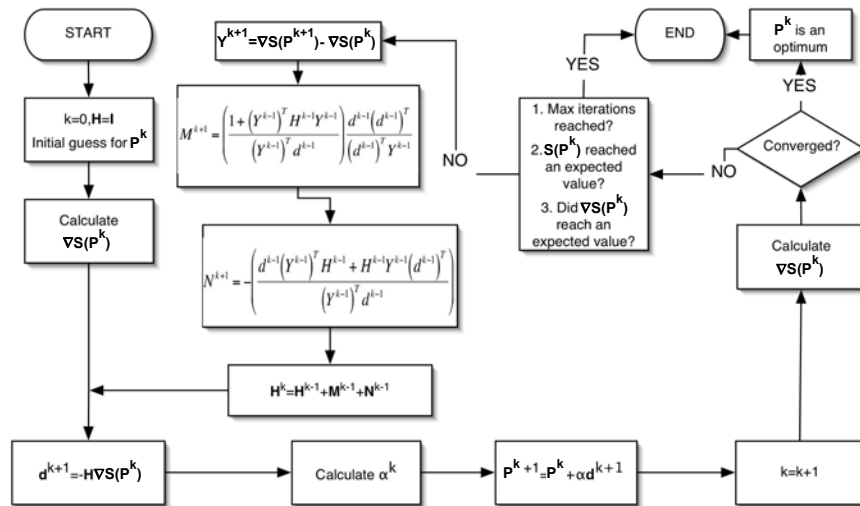 START
k=0,H=I
Initial guess for P^k
Calculate
∇S(P^k)
Y^{k+1}=∇S(P^{k+1})-∇S(P^k)
M^{k+1} = ( (1+(Y^{k-1})^T H^{k-1}Y^{k-1}) / ((Y^{k-1})^T d^{k-1}) ) (d^{k-1}(d^{k-1})^T) / ((d^{k-1})^T Y^{k-1})
N^{k+1} = -( (d^{k-1}(Y^{k-1})^T H^{k-1} + H^{k-1}Y^{k-1}(d^{k-1})^T) / ((Y^{k-1})^T d^{k-1}) )
H^k=H^{k-1}+M^{k-1}+N^{k-1}
d^{k+1}=-H∇S(P^k)
Calculate α^k
P^{k+1}=P^k+αd^{k+1}
k=k+1
Calculate
∇S(P^k)
Converged?
YES
P^k is an
optimum
NO
1. Max iterations
reached?
2.S(P^k) reached
an expected
value?
3. Did ∇S(P^k)
reach an
expected value?
YES
END
NO